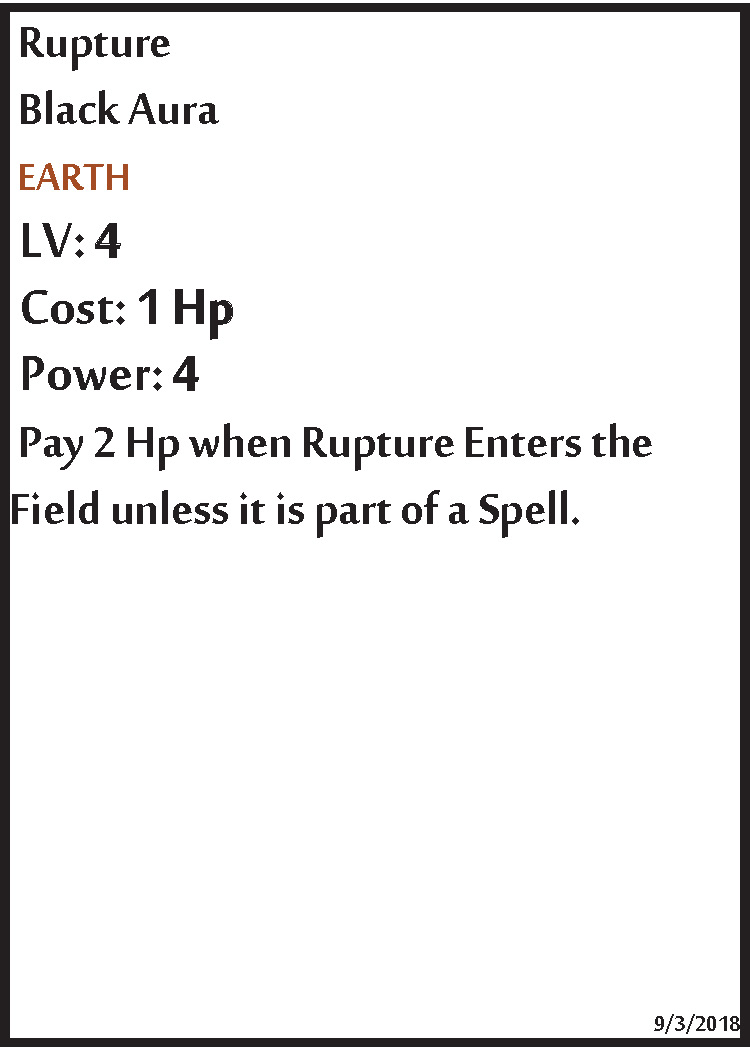 Rupture
Black Aura
EARTH
LV: 4
Cost: 1 Hp
Power: 4
Pay 2 Hp when Rupture Enters the
Field unless it is part of a Spell.
9/3/2018